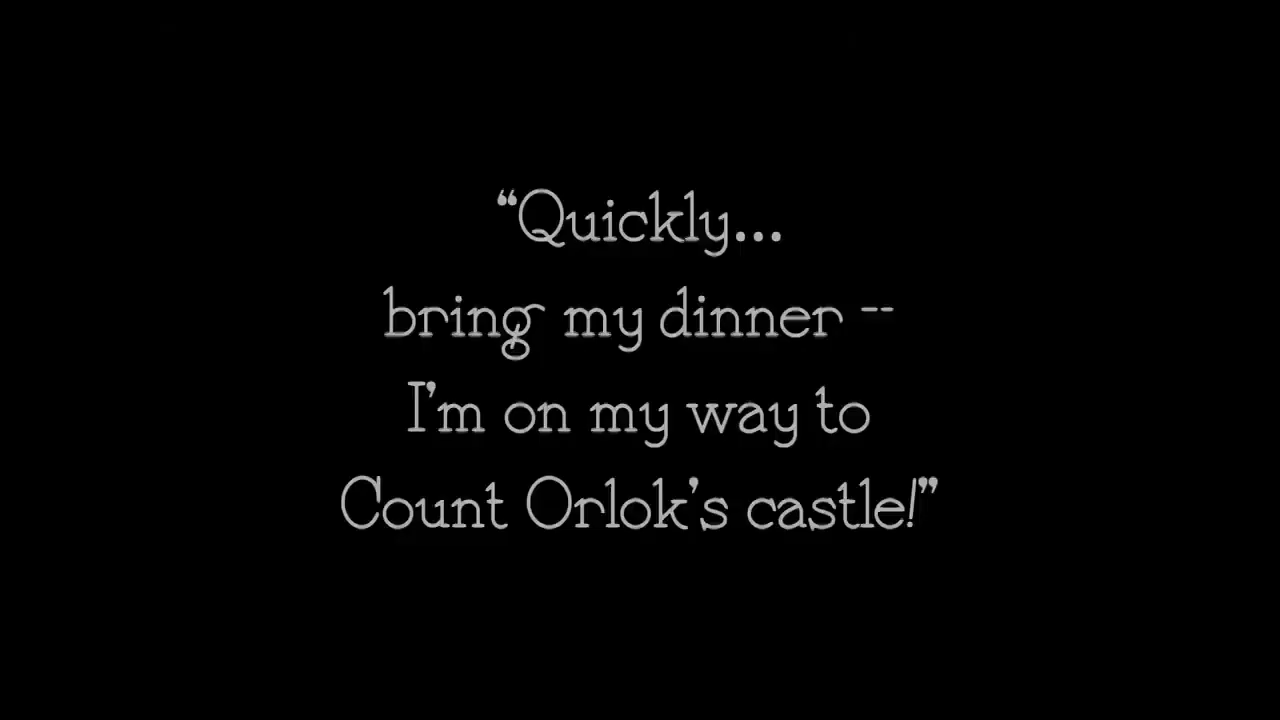 “Quickly...
bring my dinner --
I’m on my way to
Count Orlok’s castle!”